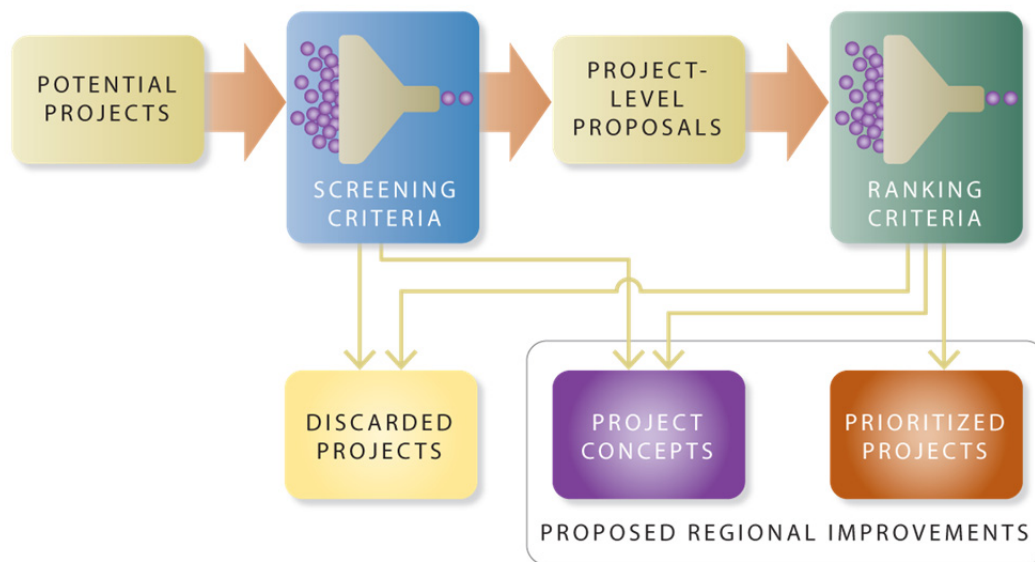 POTENTIAL
PROJECTS
SCREENING
CRITERIA
PROJECT-
LEVEL
PROPOSALS
RANKING
CRITERIA
DISCARDED
PROJECTS
PROJECT
CONCEPTS
PRIORITIZED
PROJECTS
PROPOSED REGIONAL IMPROVEMENTS